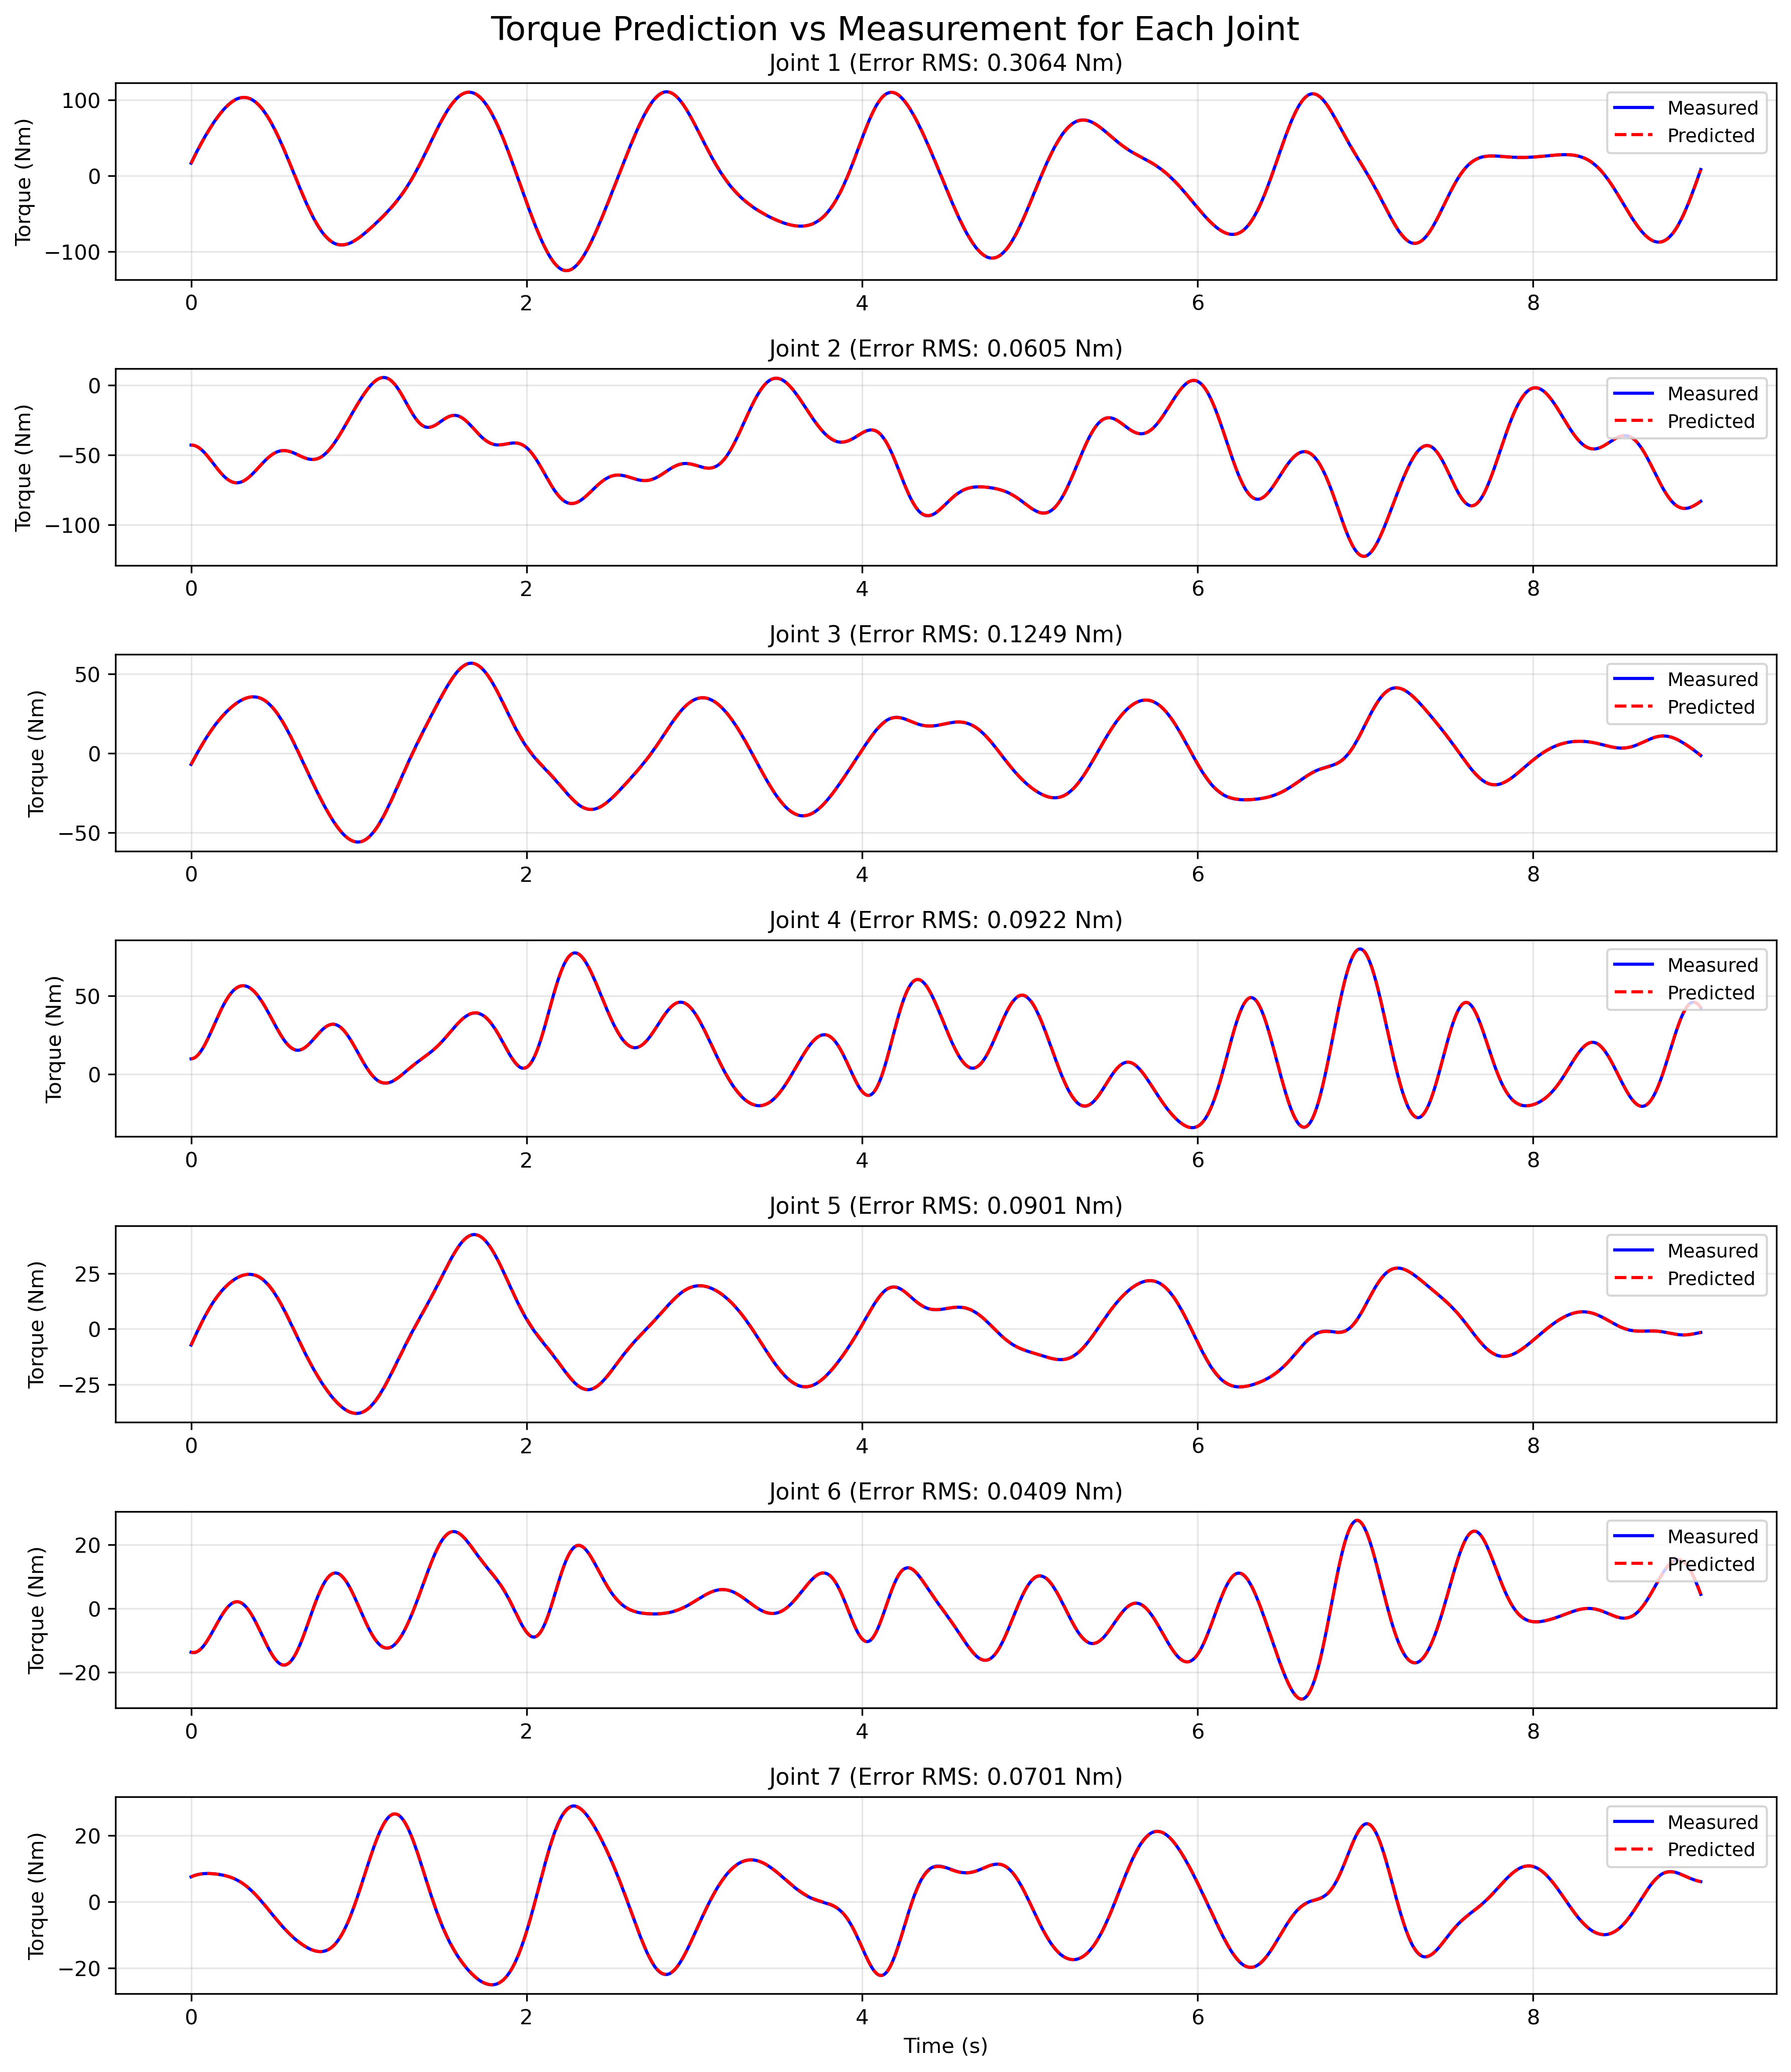 Torque Prediction vs Measurement for Each Joint
Joint 1 (Error RMS: 0.3064 Nm)
Torque (Nm)
100
0
−100
Measured
Predicted
0 2 4 6 8
Joint 2 (Error RMS: 0.0605 Nm)
Torque (Nm)
0
−50
−100
Measured
Predicted
0 2 4 6 8
Joint 3 (Error RMS: 0.1249 Nm)
Torque (Nm)
50
0
−50
Measured
Predicted
0 2 4 6 8
Joint 4 (Error RMS: 0.0922 Nm)
Torque (Nm)
50
0
Measured
Predicted
0 2 4 6 8
Joint 5 (Error RMS: 0.0901 Nm)
Torque (Nm)
25
0
−25
Measured
Predicted
0 2 4 6 8
Joint 6 (Error RMS: 0.0409 Nm)
Torque (Nm)
20
0
−20
Measured
Predicted
0 2 4 6 8
Joint 7 (Error RMS: 0.0701 Nm)
Torque (Nm)
20
0
−20
Measured
Predicted
0 2 4 6 8
Time (s)